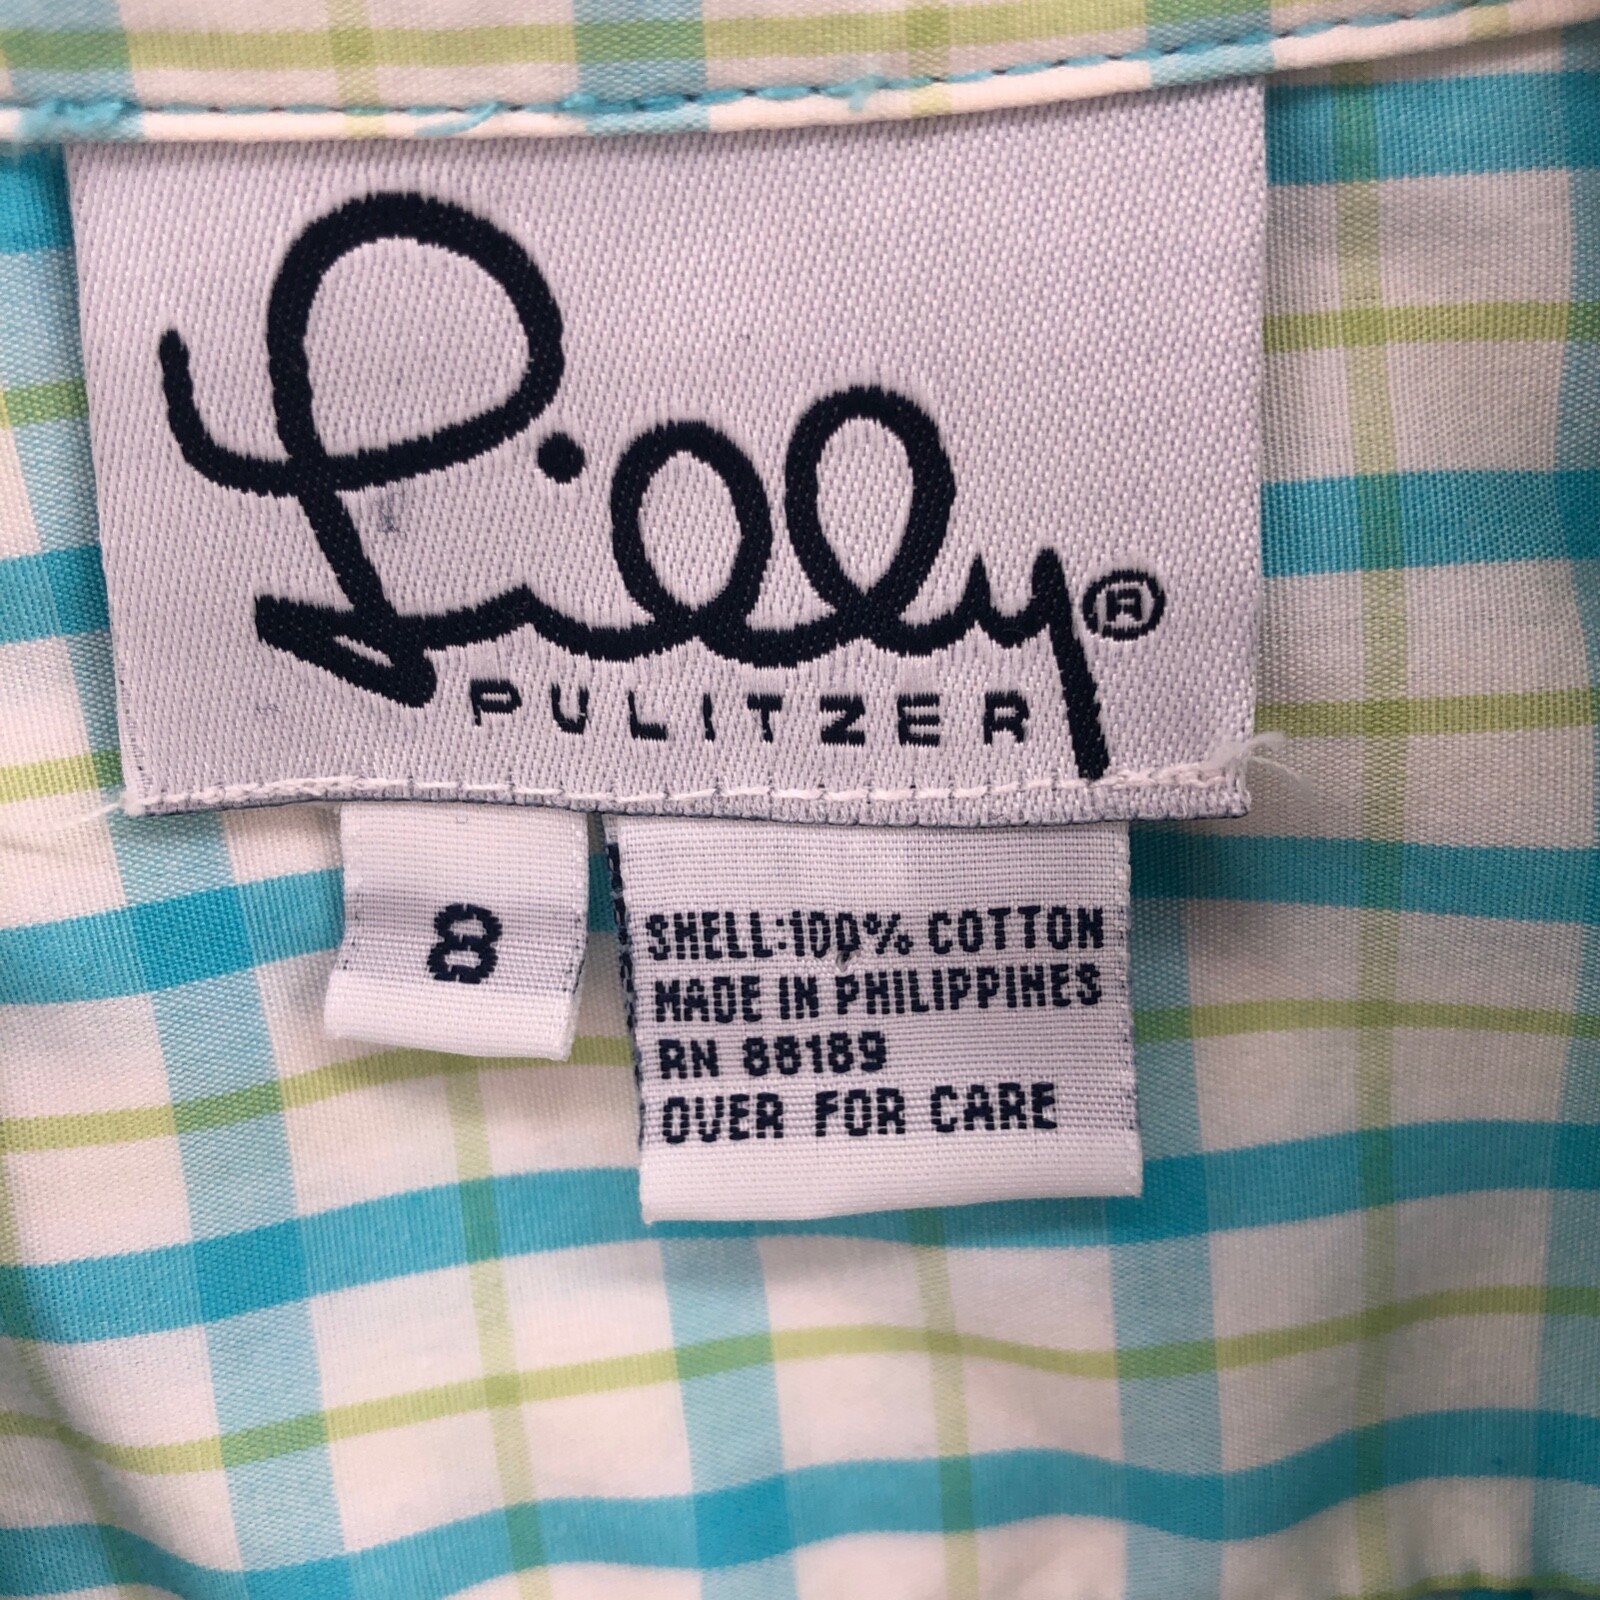 Lilly®
PULITZER
8
SHELL:100% COTTON
MADE IN PHILIPPINES
RN 88189
OVER FOR CARE